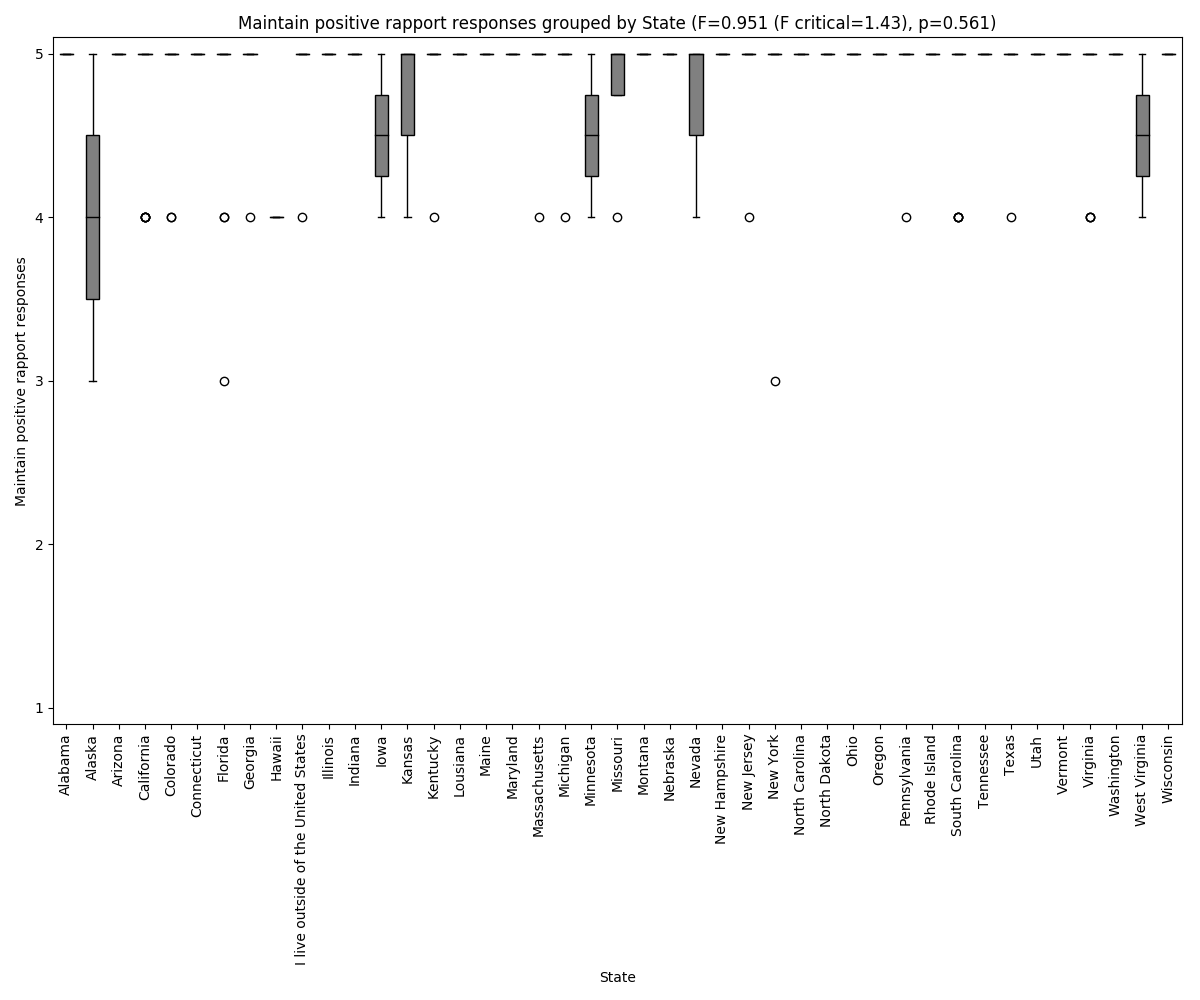 Maintain positive rapport responses grouped by State (F=0.951 (F critical=1.43), p=0.561)
Maintain positive rapport responses
5
4
3
2
1
Alabama
Alaska
Arizona
California
Colorado
Connecticut
Florida
Georgia
Hawaii
I live outside of the United States
Illinois
Indiana
Iowa
Kansas
Kentucky
Lousiana
Maine
Maryland
Massachusetts
Michigan
Minnesota
Missouri
Montana
Nebraska
Nevada
New Hampshire
New Jersey
New York
North Carolina
North Dakota
Ohio
Oregon
Pennsylvania
Rhode Island
South Carolina
Tennessee
Texas
Utah
Vermont
Virginia
Washington
West Virginia
Wisconsin
State